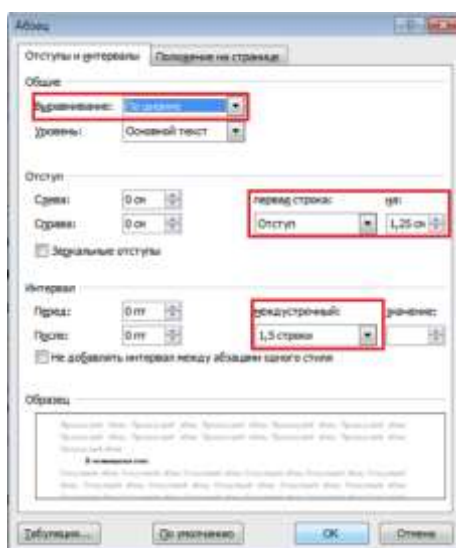 Абзац
Отступы и интервалы Положение на странице
Общие
Выравнивание: По ширине
Уровень: Основной текст
Отступ
Слева: 0 см первая строка: на:
Справа: 0 см Отступ 1,25 см
Зеркальные отступы
Интервал
Перед: 0 пт междустрочный: значение:
После: 0 пт 1,5 строки
Не добавлять интервал между абзацами одного стиля
Образец
Табуляция... По умолчанию ОК Отмена